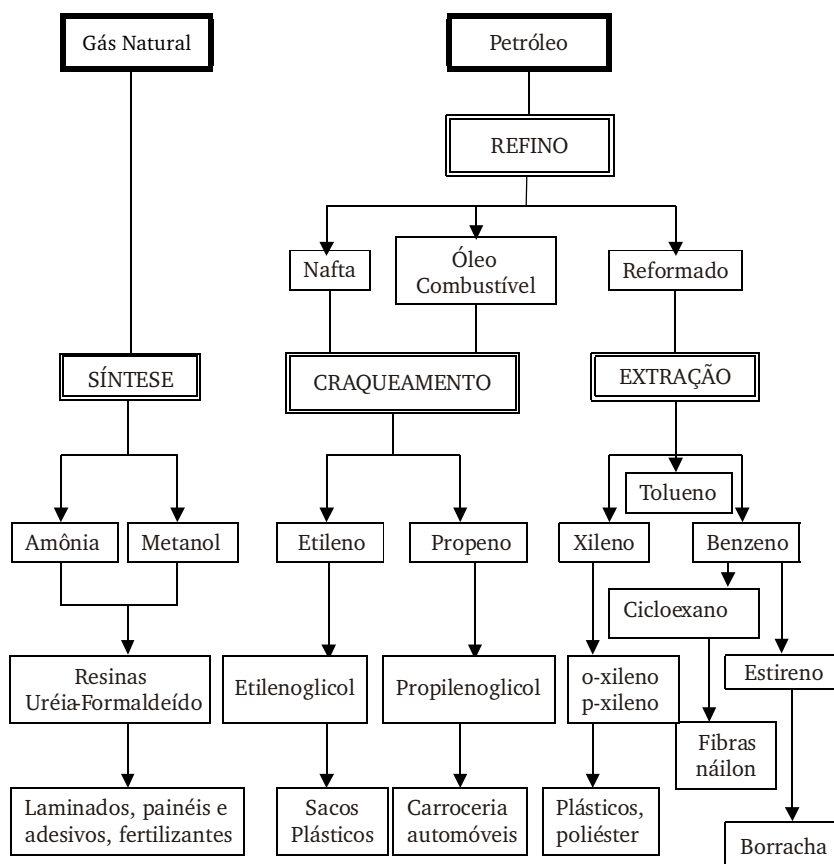 Gás Natural
Petróleo
REFINO
Nafta
Óleo
Combustível
Reformado
SÍNTESE
CRAQUEAMENTO
EXTRAÇÃO
Tolueno
Amônia
Metanol
Etileno
Propeno
Xileno
Benzeno
Cicloexano
Resinas
Uréia-Formaldeído
Etilenoglicol
Propilenoglicol
o-xileno
p-xileno
Estireno
Fibras
náilon
Laminados, painéis e
adesivos, fertilizantes
Sacos
Plásticos
Carroceria
automóveis
Plásticos,
poliéster
Borracha